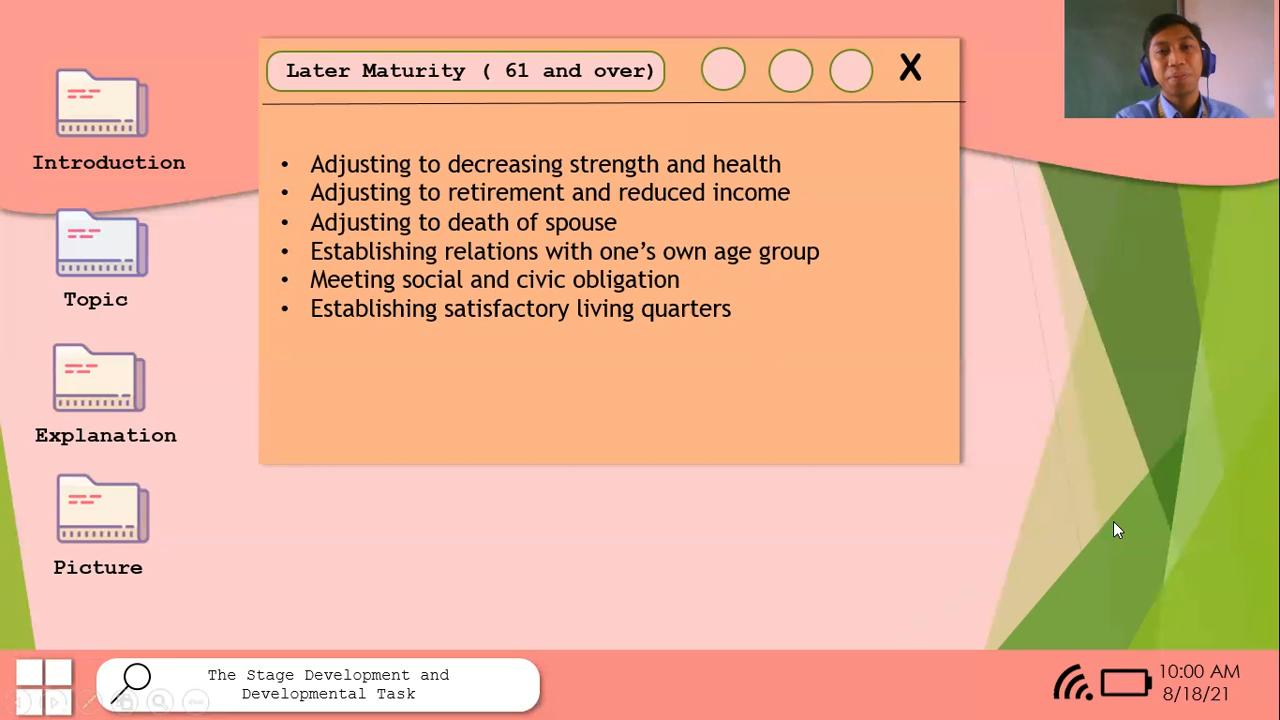 Later Maturity ( 61 and over)
X
Introduction
Topic
Explanation
Picture
• Adjusting to decreasing strength and health
• Adjusting to retirement and reduced income
• Adjusting to death of spouse
• Establishing relations with one’s own age group
• Meeting social and civic obligation
• Establishing satisfactory living quarters
The Stage Development and
Developmental Task
10:00 AM
8/18/21